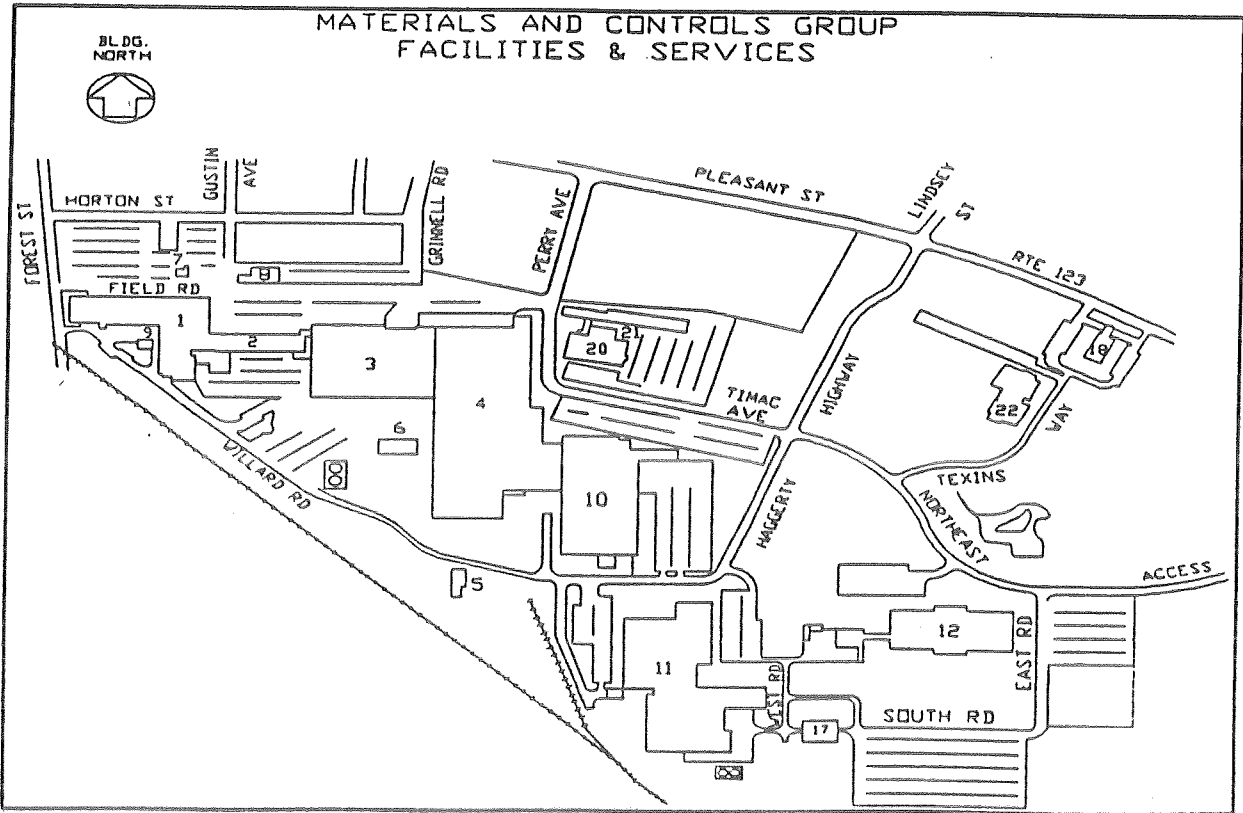 MATERIALS AND CONTROLS GROUP
FACILITIES & SERVICES
BLDG.
NORTH
FOREST ST
HORTON ST
GUSTIN
AVE
GRINNELL RD
PERRY AVE
PLEASANT ST
LINDSEY
ST
RTE 123
7
8
FIELD RD
1
2
9
3
4
6
20
21
TIMAC
AVE
HIGHWAY
HAGGERTY
18
22
WAY
TEXINS
NORTHEAST
ACCESS
WILLARD RD
10
5
11
12
EAST RD
WEST RD
SOUTH RD
17